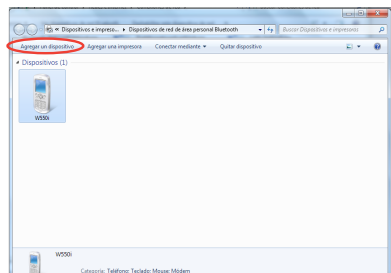 « Dispositivos e impreso... ▸ Dispositivos de red de área personal Bluetooth
Buscar Dispositivos e impresoras
Agregar un dispositivo Agregar una impresora Conectar mediante ▾ Quitar dispositivo
Dispositivos (1)
W550i
W550i
Categoría: Teléfono; Teclado; Mouse; Módem